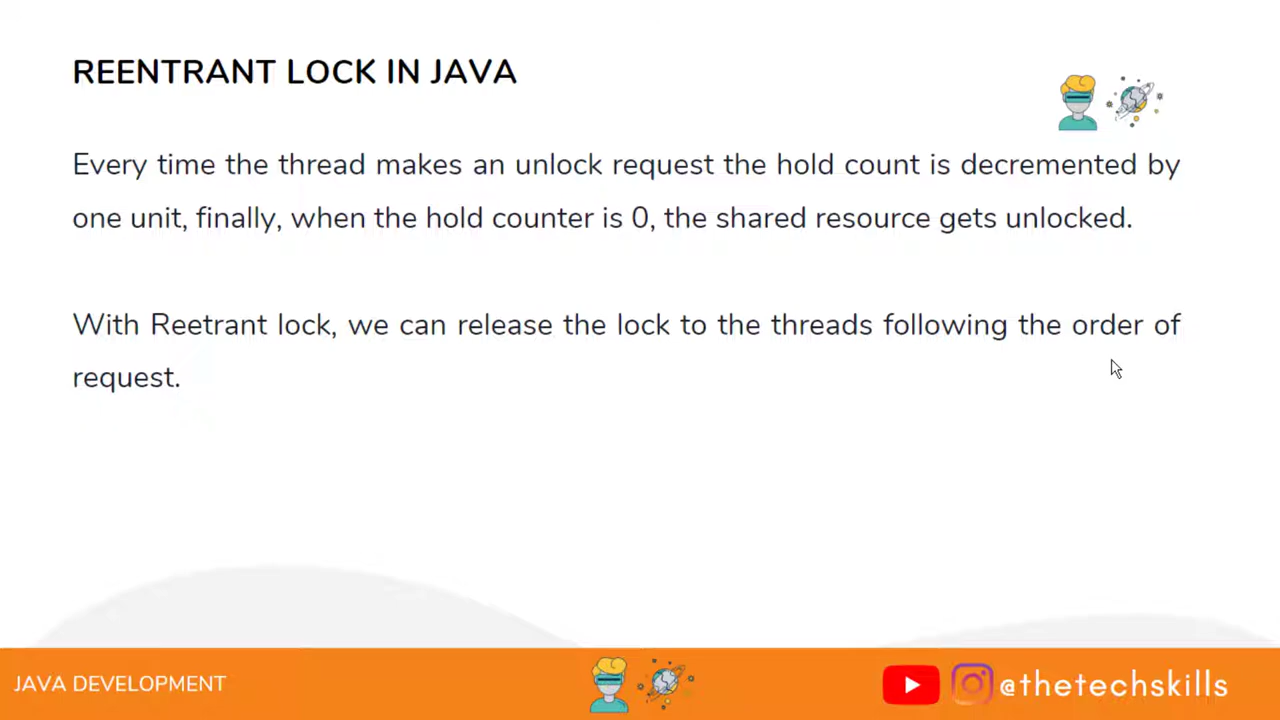 REENTRANT LOCK IN JAVA
Every time the thread makes an unlock request the hold count is decremented by
one unit, finally, when the hold counter is 0, the shared resource gets unlocked.
With Reetrant lock, we can release the lock to the threads following the order of
request.
JAVA DEVELOPMENT
@thetechskills